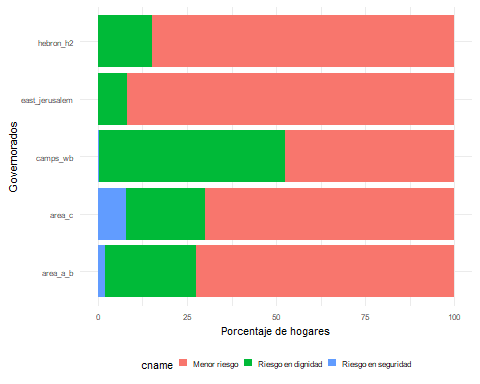 hebron_h2
east_jerusalem
camps_wb
area_c
area_a_b
Governorados
0 25 50 75 100
Porcentaje de hogares
cname Menor riesgo Riesgo en dignidad Riesgo en seguridad